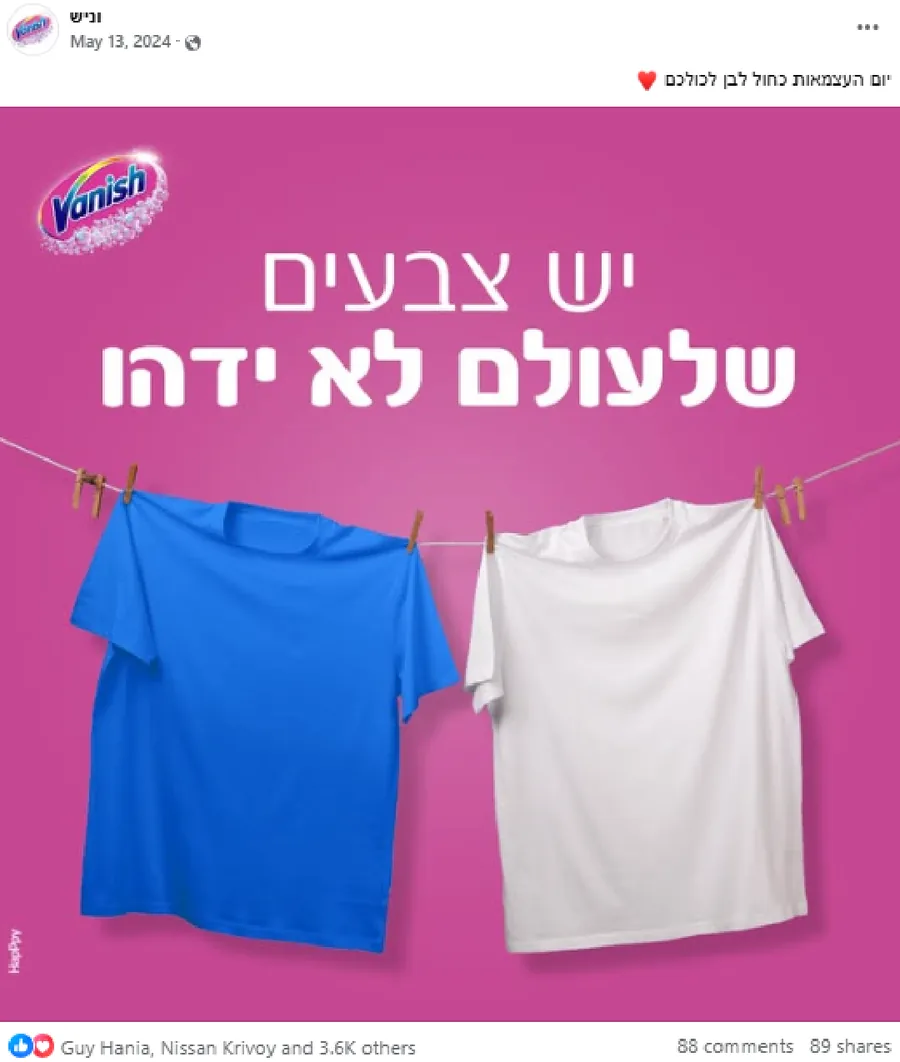 וניש
May 13, 2024 ·
יום העצמאות כחול לבן לכולכם ❤️
Vanish
יש צבעים
שלעולם לא ידהו
HapPpy
Guy Hania, Nissan Krivoy and 3.6K others
88 comments 89 shares